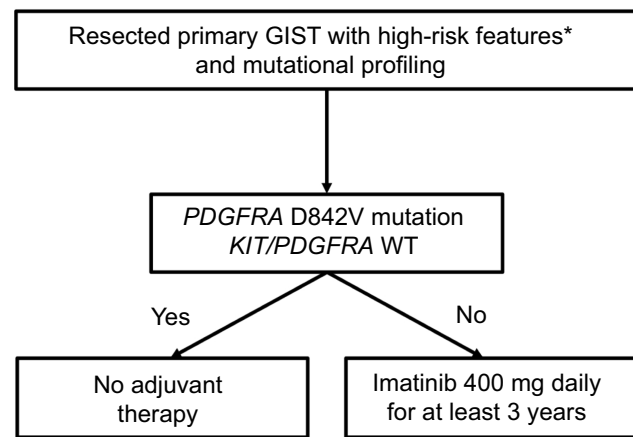 Resected primary GIST with high-risk features*
and mutational profiling
PDGFRA D842V mutation
KIT/PDGFRA WT
Yes
No
No adjuvant
therapy
Imatinib 400 mg daily
for at least 3 years